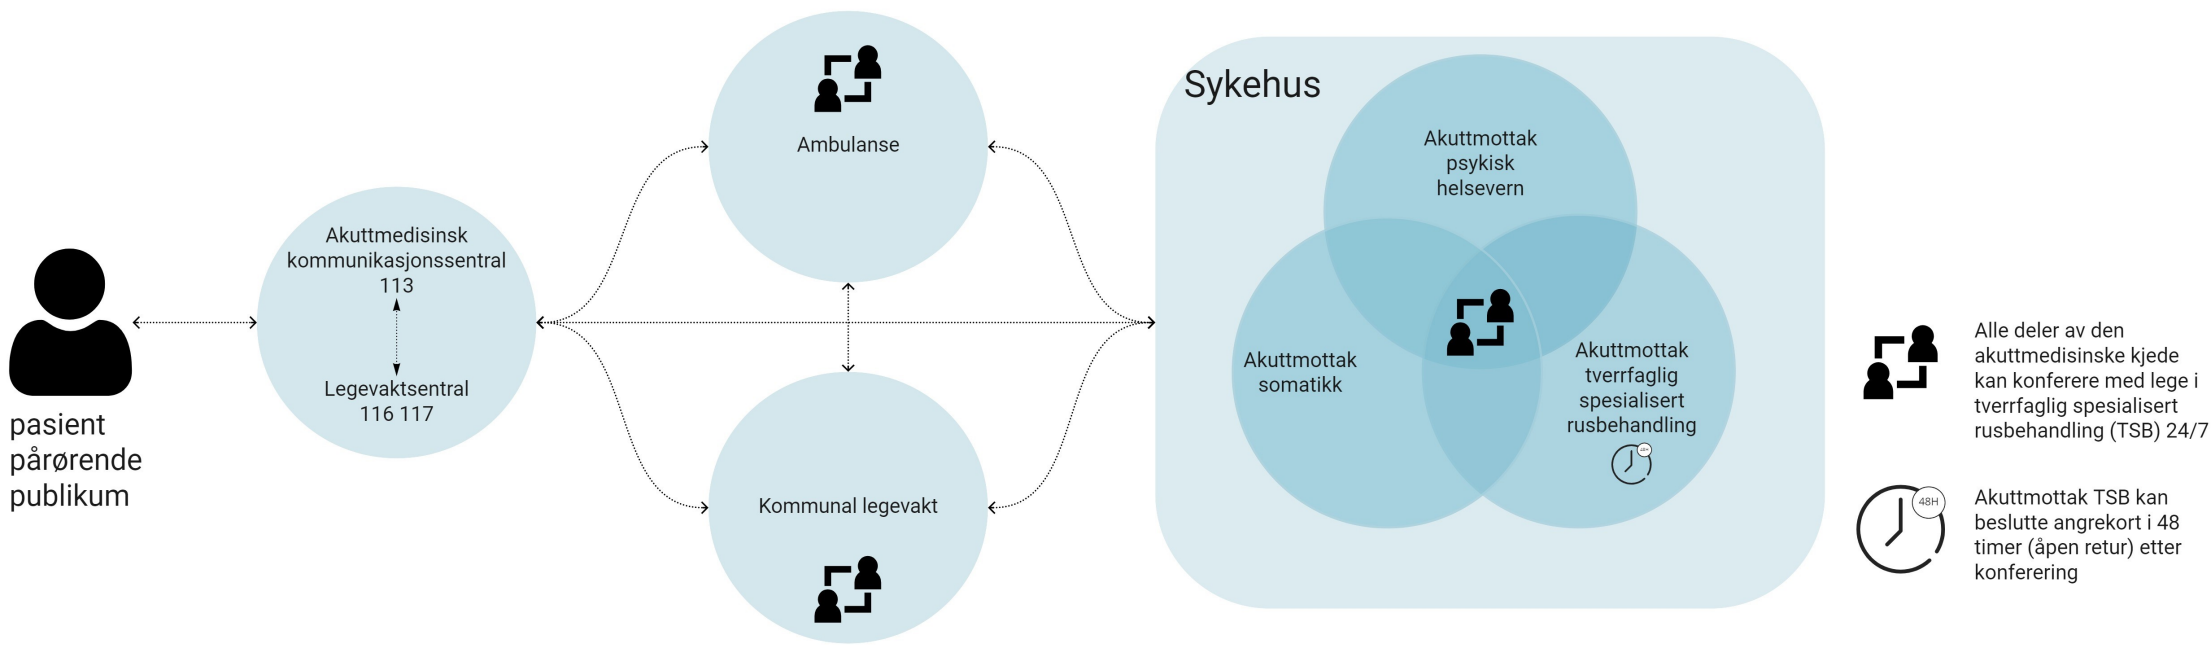 pasient
pårørende
publikum
Akuttmedisinsk
kommunikasjonssentral
113
Legevaktsentral
116 117
Ambulanse
Kommunal legevakt
Sykehus
Akuttmottak
psykisk
helsevern
Akuttmottak
somatikk
Akuttmottak
tverrfaglig
spesialisert
rusbehandling
48H
Alle deler av den
akuttmedisinske kjede
kan konferere med lege i
tverrfaglig spesialisert
rusbehandling (TSB) 24/7
48H
Akuttmottak TSB kan
beslutte angrekort i 48
timer (åpen retur) etter
konferering